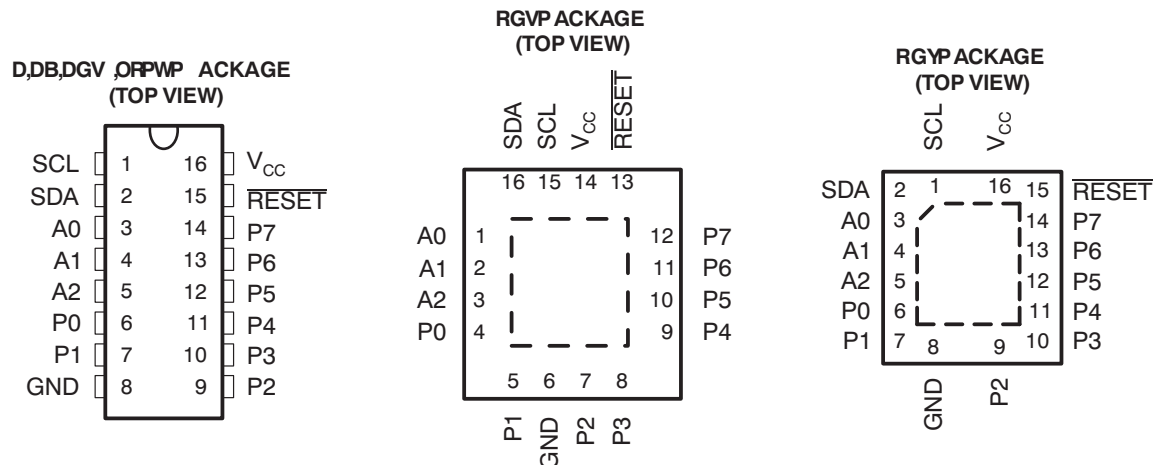 D,DB,DGV ,ORPWP ACKAGE
(TOP VIEW)
SCL 1 16 VCC
SDA 2 15 RESET
A0 3 14 P7
A1 4 13 P6
A2 5 12 P5
P0 6 11 P4
P1 7 10 P3
GND 8 9 P2
RGVP ACKAGE
(TOP VIEW)
SDA SCL VCC RESET
16 15 14 13
A0 1 12 P7
A1 2 11 P6
A2 3 10 P5
P0 4 9 P4
5 6 7 8
P1 GND P2 P3
RGYP ACKAGE
(TOP VIEW)
SCL VCC
1 16
SDA 2 15 RESET
A0 3 14 P7
A1 4 13 P6
A2 5 12 P5
P0 6 11 P4
P1 7 10 P3
8 9
GND P2